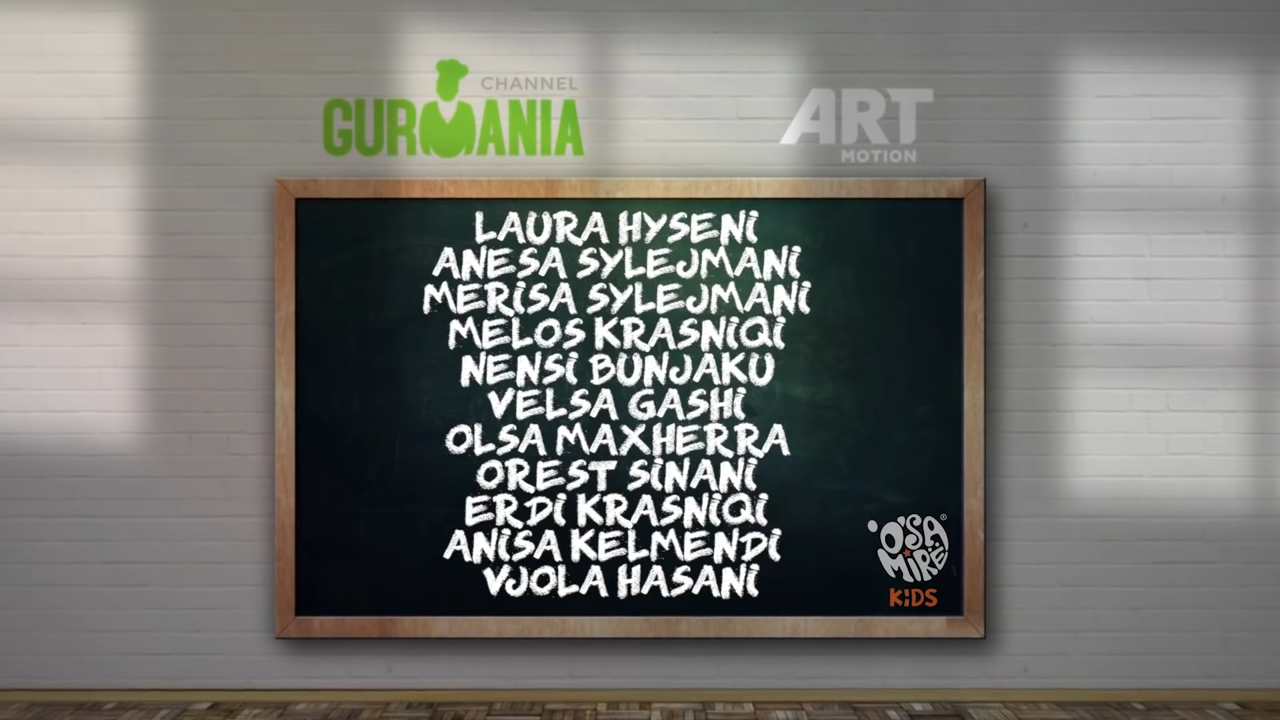 CHANNEL
GURMANIA
ART
MOTION
LAURA HYSENI
ANESA SYLEJMANI
MERISA SYLEJMANI
MELOS KRASNIQI
NENSI BUNJAKU
VELSA GASHI
OLSA MAXHERRA
OREST SINANI
ERDI KRASNIQI
ANISA KELMENDI
VJOLA HASANI
'O'SA
MIRË
KIDS